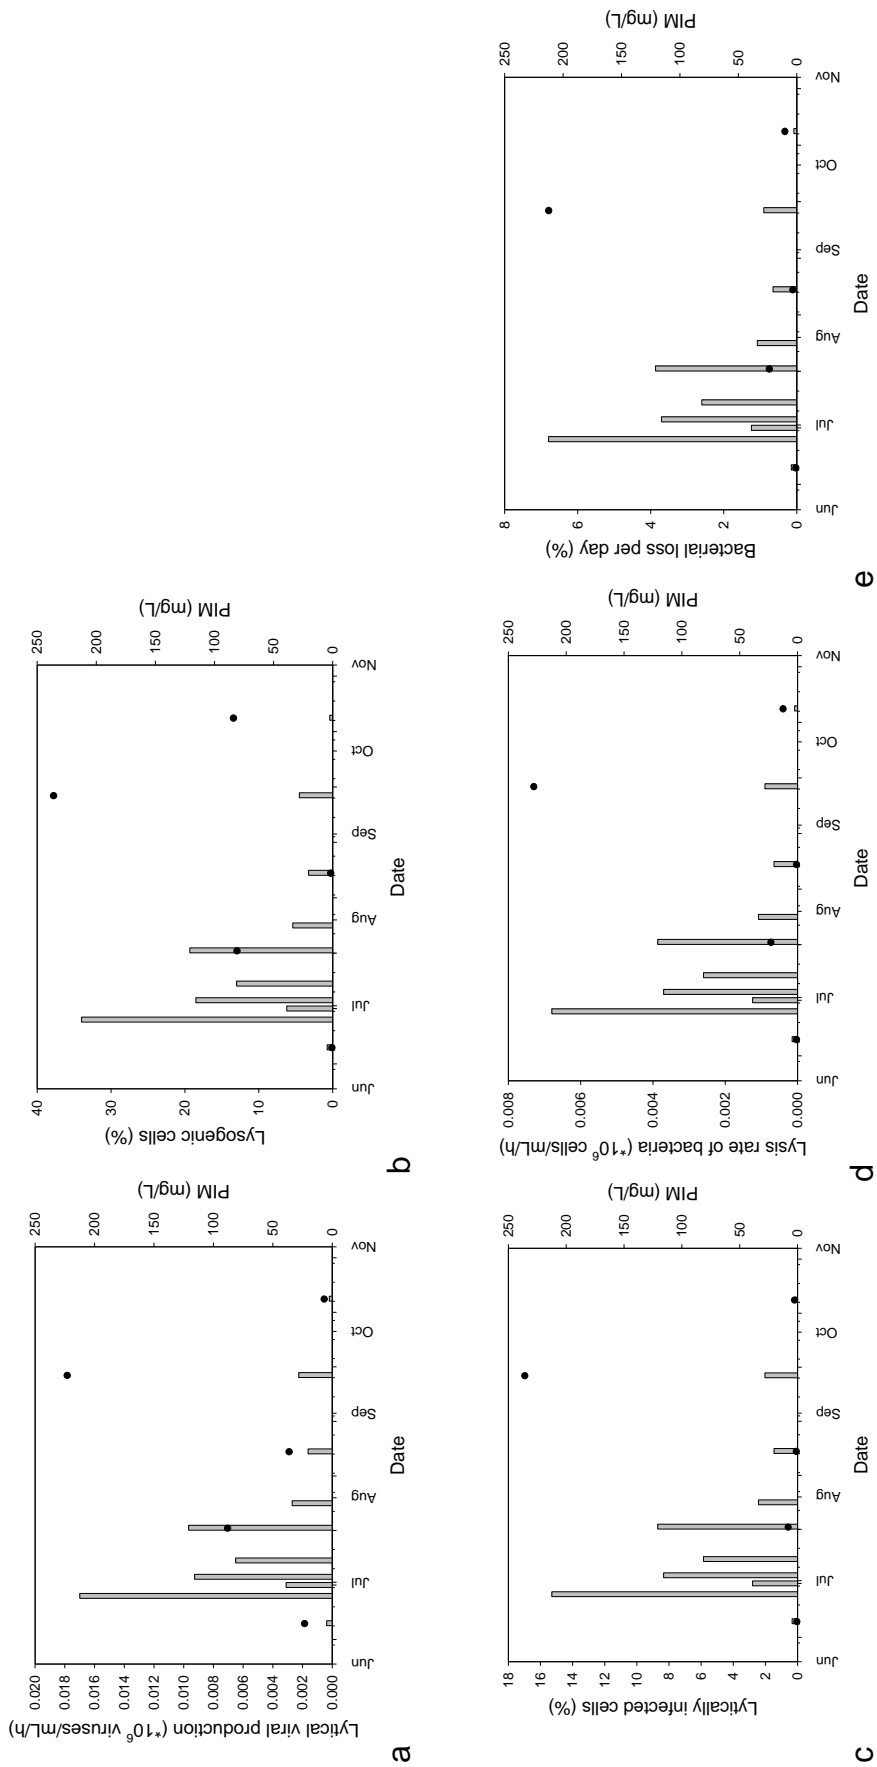 a
Lytical viral production (*10⁶ viruses/mL/h)
0.020
0.018
0.016
0.014
0.012
0.010
0.008
0.006
0.004
0.002
0.000
Jun
Jul
Aug
Sep
Oct
Nov
Date
250
200
150
100
50
0
PIM (mg/L)
b
Lysogenic cells (%)
40
30
20
10
0
Jun
Jul
Aug
Sep
Oct
Nov
Date
250
200
150
100
50
0
PIM (mg/L)
c
Lytically infected cells (%)
18
16
14
12
10
8
6
4
2
0
Jun
Jul
Aug
Sep
Oct
Nov
Date
250
200
150
100
50
0
PIM (mg/L)
d
Lysis rate of bacteria (*10⁶ cells/mL/h)
0.008
0.006
0.004
0.002
0.000
Jun
Jul
Aug
Sep
Oct
Nov
Date
250
200
150
100
50
0
PIM (mg/L)
e
Bacterial loss per day (%)
8
6
4
2
0
Jun
Jul
Aug
Sep
Oct
Nov
Date
250
200
150
100
50
0
PIM (mg/L)